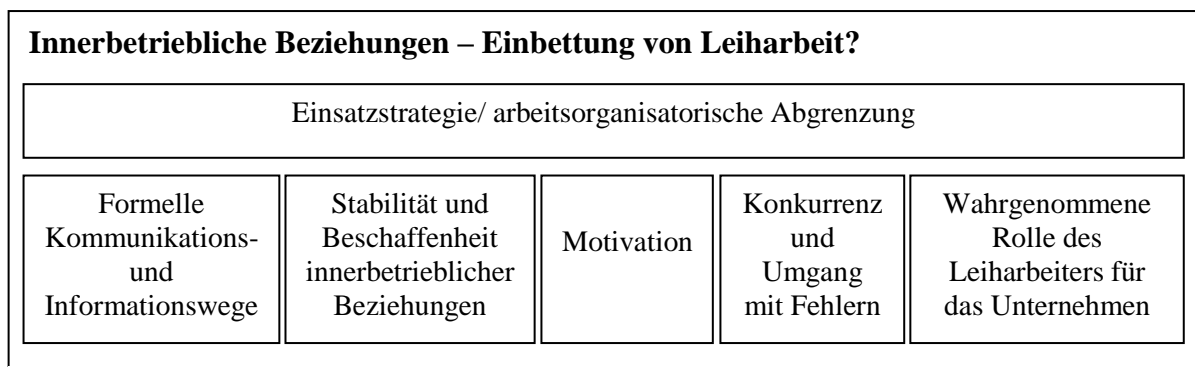 Innerbetriebliche Beziehungen – Einbettung von Leiharbeit?
Einsatzstrategie/ arbeitsorganisatorische Abgrenzung
Formelle
Kommunikations-
und
Informationswege
Stabilität und
Beschaffenheit
innerbetrieblicher
Beziehungen
Motivation
Konkurrenz
und
Umgang
mit Fehlern
Wahrgenommene
Rolle des
Leiharbeiters für
das Unternehmen